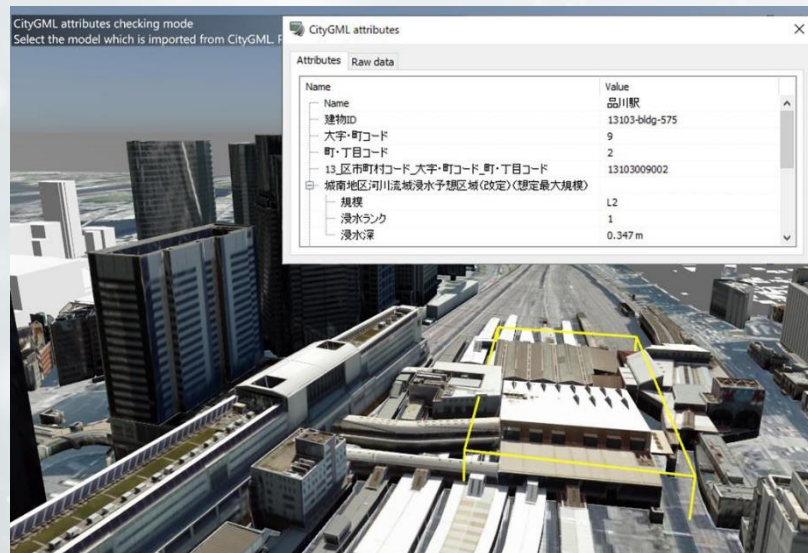 CityGML attributes checking mode
Select the model which is imported from CityGML.
CityGML attributes
Attributes Raw data
Name Value
Name 品川駅
建物ID 13103-bldg-575
大字・町コード 9
町・丁目コード 2
13_区市町村コード_大字・町コード_町・丁目コード 13103009002
城南地区河川流域浸水予想区域(改定)(想定最大規模)
規模 L2
浸水ランク 1
浸水深 0.347 m